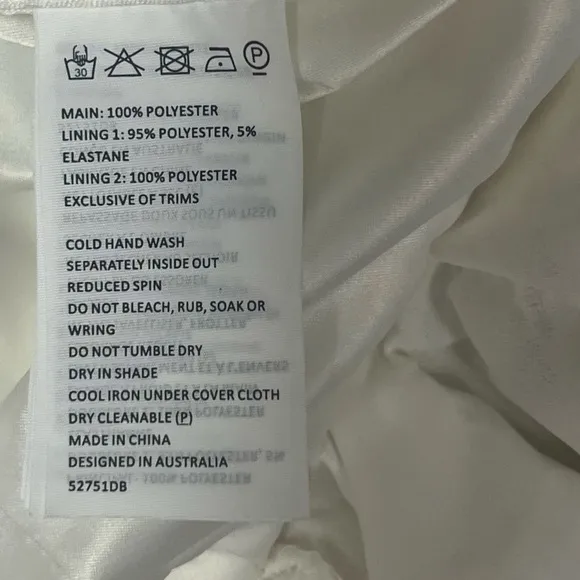 30 P
MAIN: 100% POLYESTER
LINING 1: 95% POLYESTER, 5%
ELASTANE
LINING 2: 100% POLYESTER
EXCLUSIVE OF TRIMS
COLD HAND WASH
SEPARATELY INSIDE OUT
REDUCED SPIN
DO NOT BLEACH, RUB, SOAK OR
WRING
DO NOT TUMBLE DRY
DRY IN SHADE
COOL IRON UNDER COVER CLOTH
DRY CLEANABLE (P)
MADE IN CHINA
DESIGNED IN AUSTRALIA
52751DB